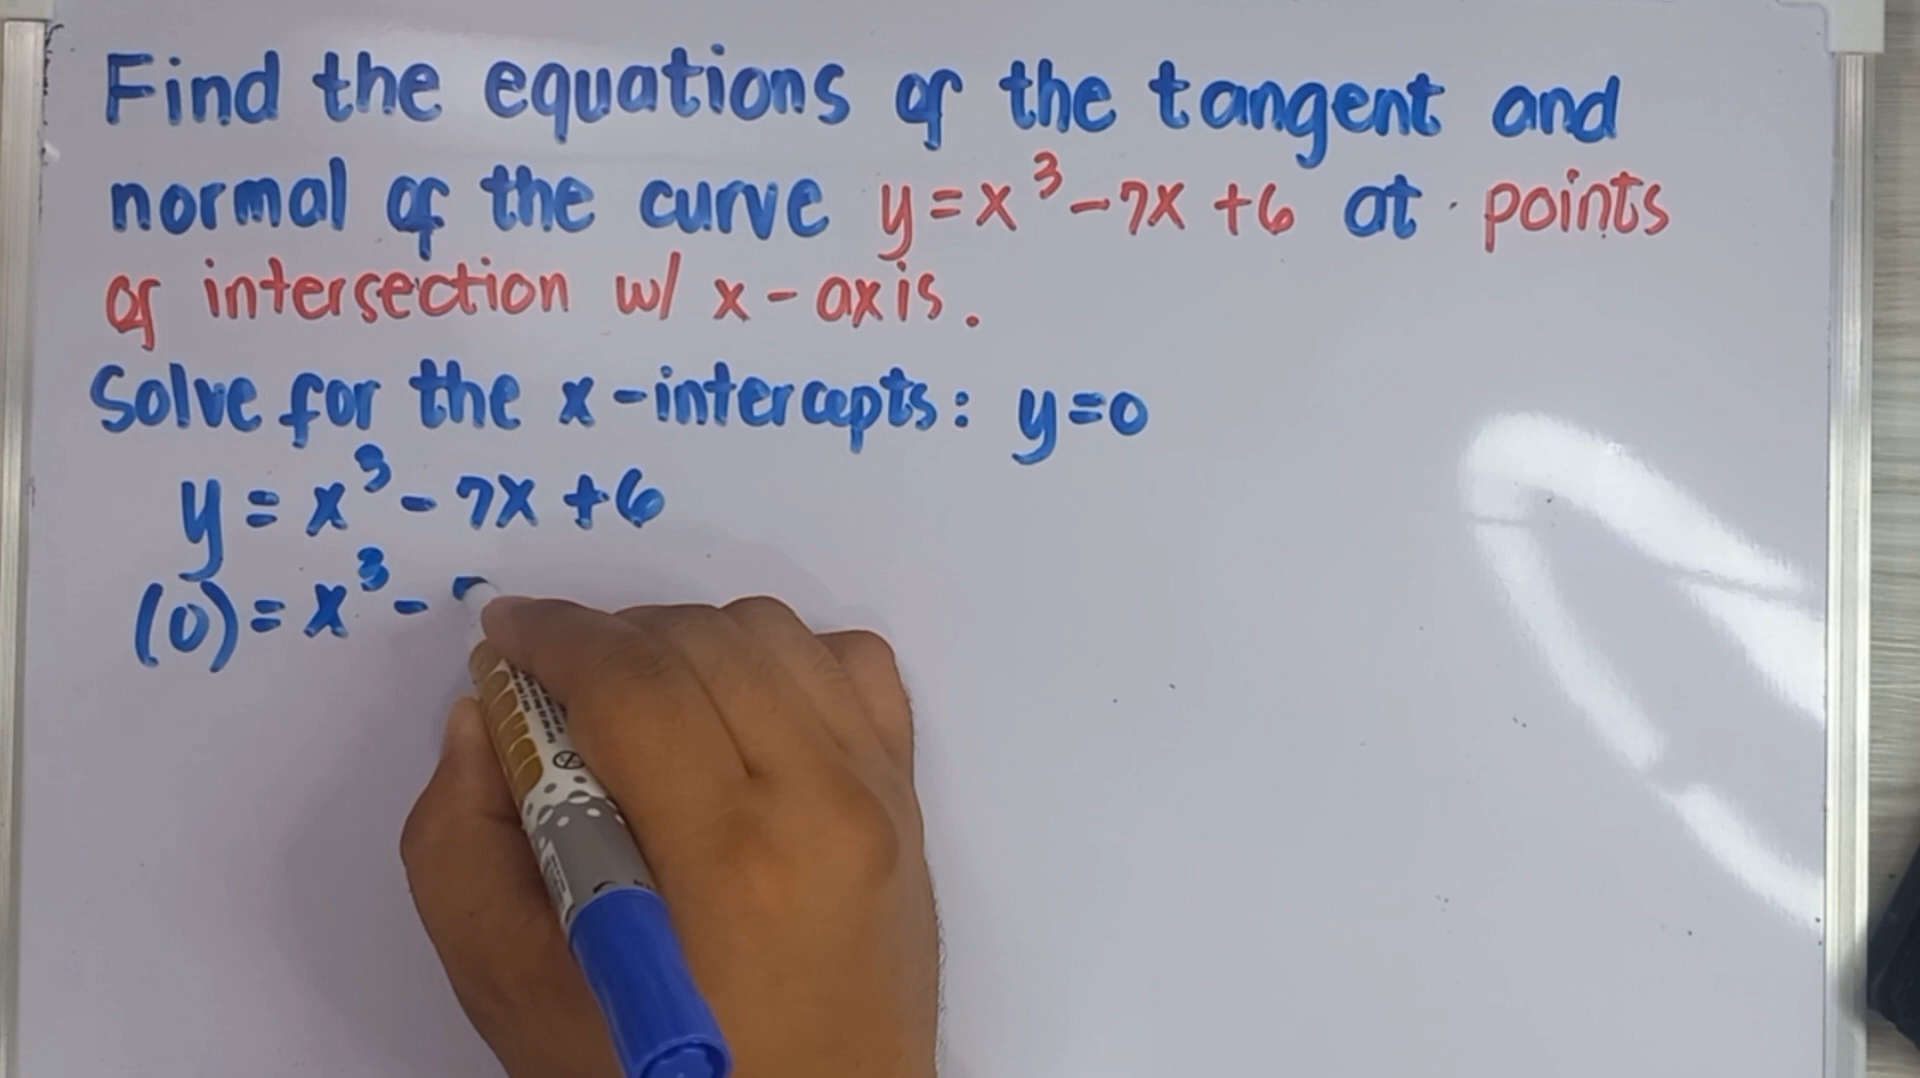 Find the equations of the tangent and
normal of the curve y=x³-7x+6 at points
of intersection w/ x-axis.
Solve for the x-intercepts: y=0
y = x³ - 7x + 6
(0) = x³ -